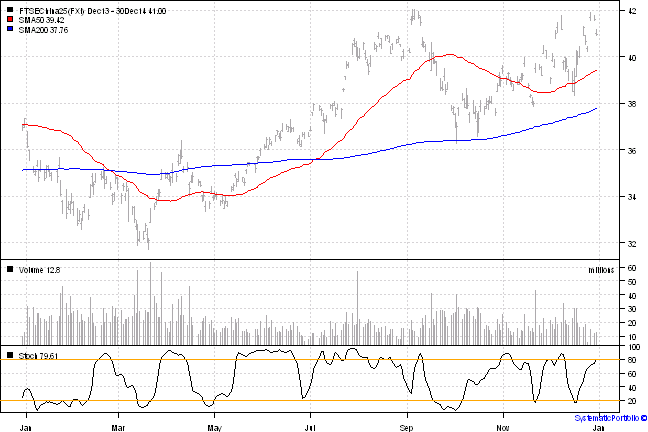 FTSEChina25(FXI) Dec13 - 30Dec14 41.00
SMA50 39.42
SMA200 37.76
42
40
38
36
34
32
Volume 12.8
millions
60
50
40
30
20
10
Stoch 79.61
100
80
60
40
20
SystematicPortfolio ©
Jan
Mar
May
Jul
Sep
Nov
Jan